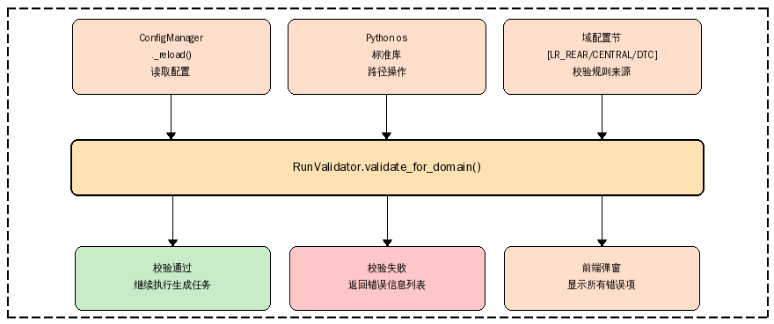 ConfigManager
._reload()
读取配置
Python os
标准库
路径操作
域配置节
[LR_REAR/CENTRAL/DTC]
校验规则来源
RunValidator.validate_for_domain()
校验通过
继续执行生成任务
校验失败
返回错误信息列表
前端弹窗
显示所有错误项